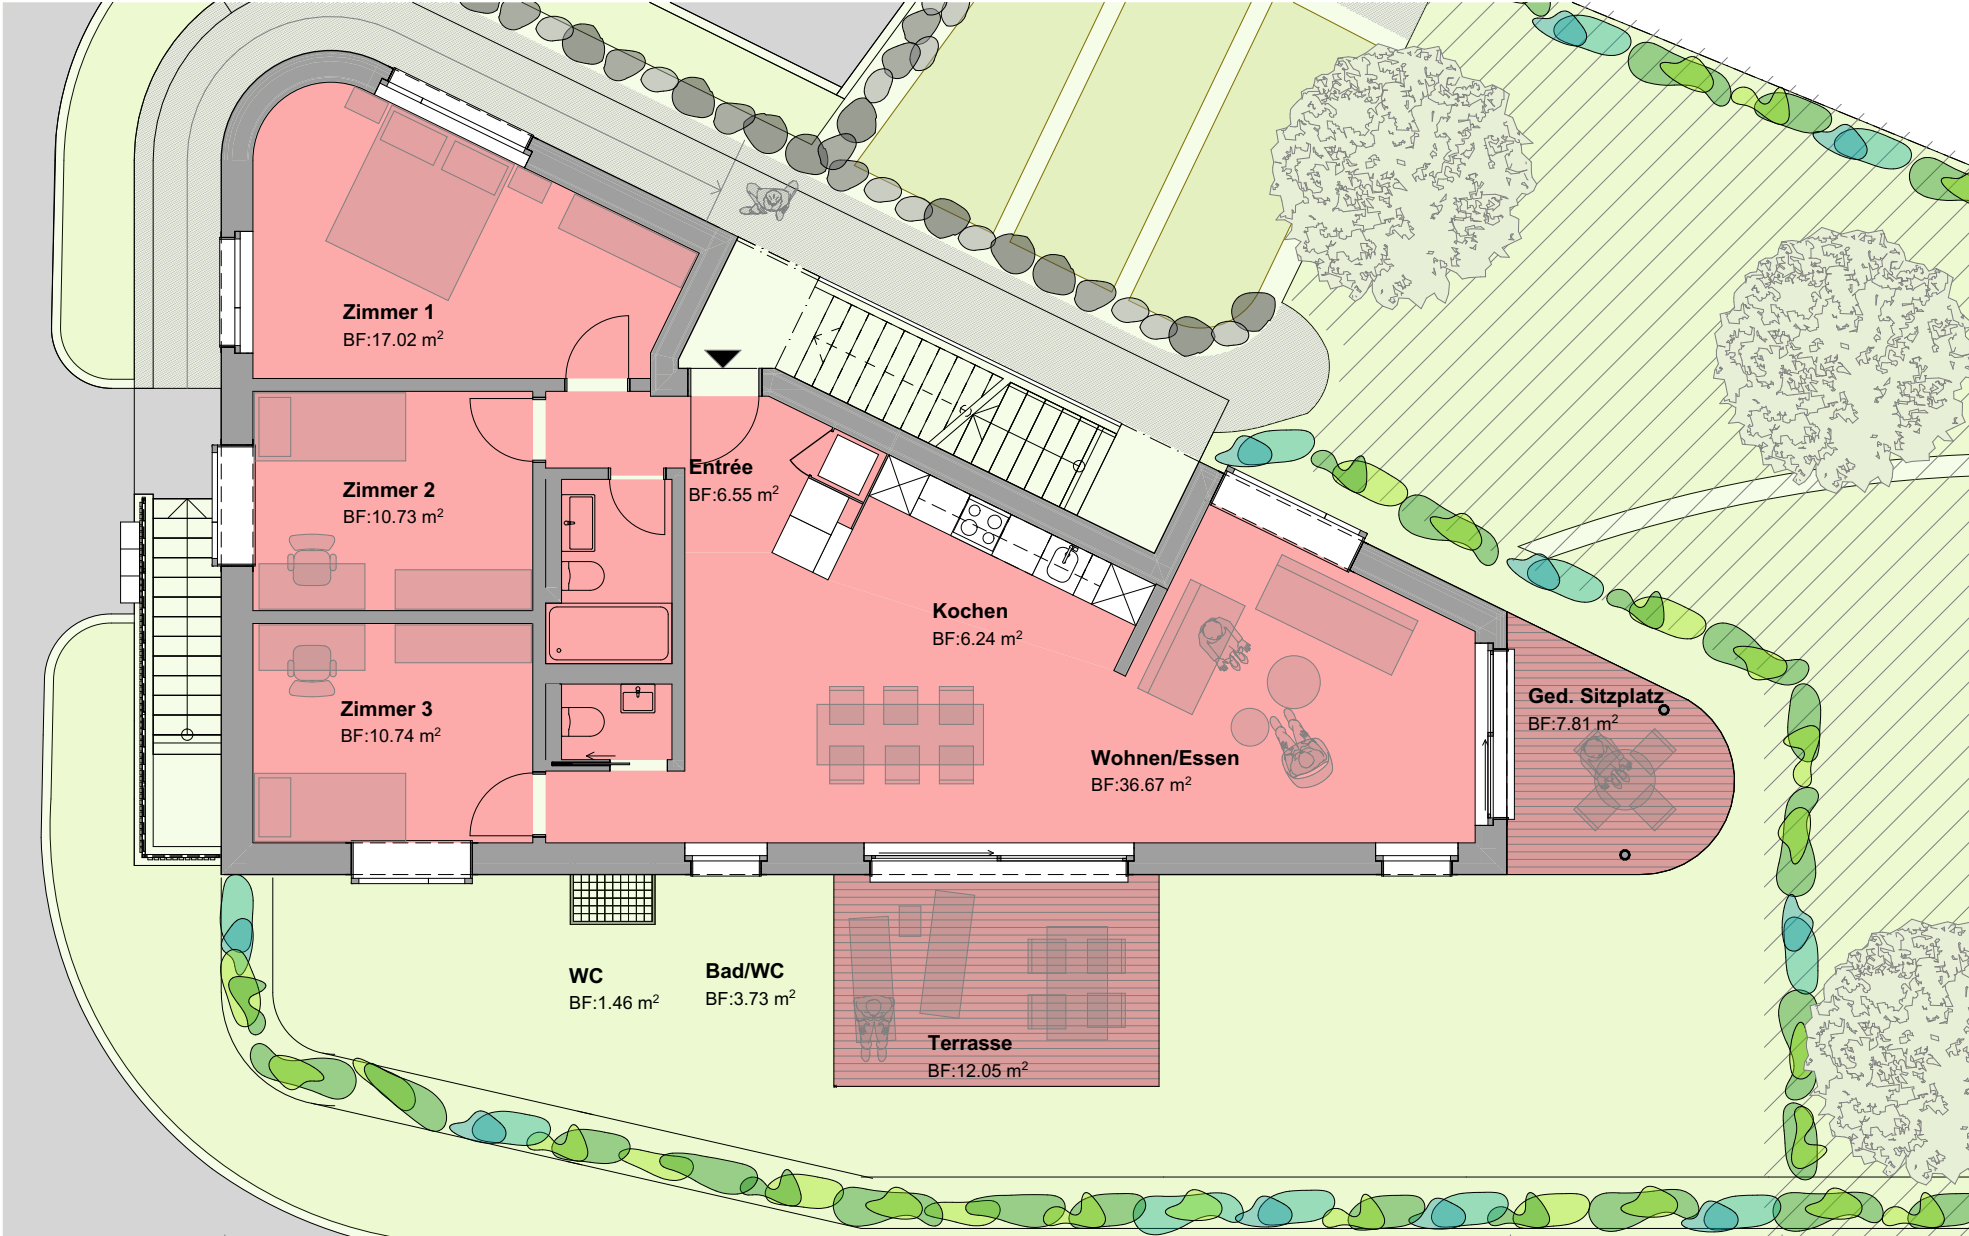 Zimmer 1
BF:17.02 m²
Entrée
BF:6.55 m²
Zimmer 2
BF:10.73 m²
Kochen
BF:6.24 m²
Zimmer 3
BF:10.74 m²
Ged. Sitzplatz
BF:7.81 m²
Wohnen/Essen
BF:36.67 m²
WC
BF:1.46 m²
Bad/WC
BF:3.73 m²
Terrasse
BF:12.05 m²